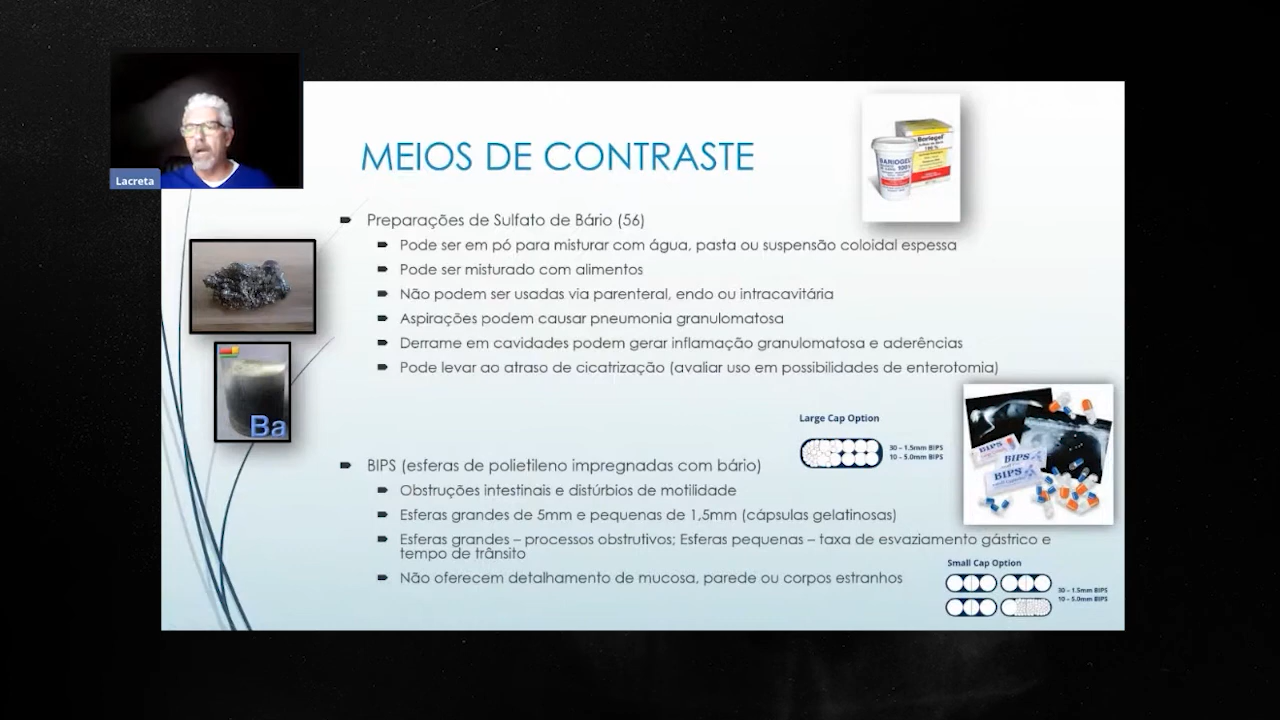 Lacreta
MEIOS DE CONTRASTE
Bariogel
BARIOGEL
Preparações de Sulfato de Bário (56)
Pode ser em pó para misturar com água, pasta ou suspensão coloidal espessa
Pode ser misturado com alimentos
Não podem ser usadas via parenteral, endo ou intracavitária
Aspirações podem causar pneumonia granulomatosa
Derrame em cavidades podem gerar inflamação granulomatosa e aderências
Pode levar ao atraso de cicatrização (avaliar uso em possibilidades de enterotomia)
Ba
Large Cap Option
30 – 1.5mm BIPS
10 – 5.0mm BIPS
BIPS
BIPS
BIPS
BIPS (esferas de polietileno impregnadas com bário)
Obstruções intestinais e distúrbios de motilidade
Esferas grandes de 5mm e pequenas de 1,5mm (cápsulas gelatinosas)
Esferas grandes – processos obstrutivos; Esferas pequenas – taxa de esvaziamento gástrico e
tempo de trânsito
Não oferecem detalhamento de mucosa, parede ou corpos estranhos
Small Cap Option
30 – 1.5mm BIPS
10 – 5.0mm BIPS